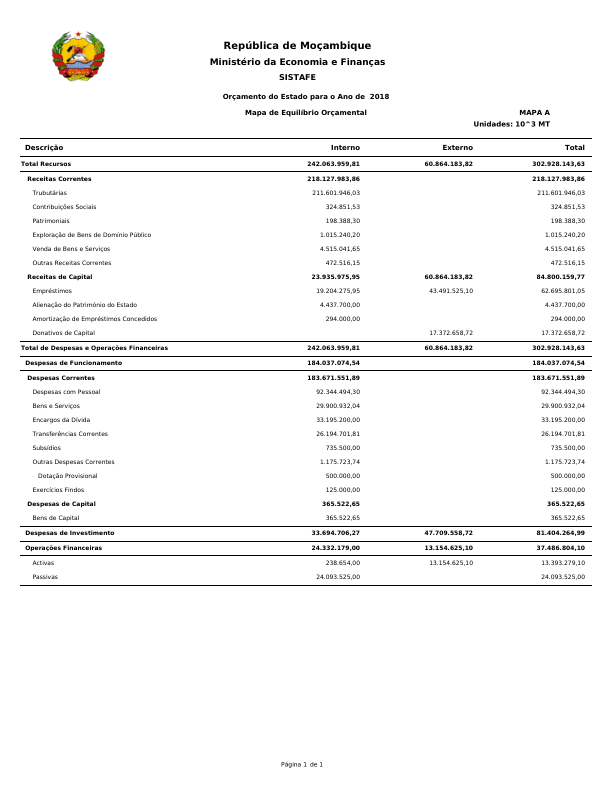 República de Moçambique
Ministério da Economia e Finanças
SISTAFE
Orçamento do Estado para o Ano de 2018
Mapa de Equilíbrio Orçamental MAPA A
Unidades: 10^3 MT
Descrição Interno Externo Total
Total Recursos 242.063.959,81 60.864.183,82 302.928.143,63
Receitas Correntes 218.127.983,86 218.127.983,86
Trubutárias 211.601.946,03 211.601.946,03
Contribuições Sociais 324.851,53 324.851,53
Patrimoniais 198.388,30 198.388,30
Exploração de Bens de Domínio Público 1.015.240,20 1.015.240,20
Venda de Bens e Serviços 4.515.041,65 4.515.041,65
Outras Receitas Correntes 472.516,15 472.516,15
Receitas de Capital 23.935.975,95 60.864.183,82 84.800.159,77
Empréstimos 19.204.275,95 43.491.525,10 62.695.801,05
Alienação do Património do Estado 4.437.700,00 4.437.700,00
Amortização de Empréstimos Concedidos 294.000,00 294.000,00
Donativos de Capital 17.372.658,72 17.372.658,72
Total de Despesas e Operações Financeiras 242.063.959,81 60.864.183,82 302.928.143,63
Despesas de Funcionamento 184.037.074,54 184.037.074,54
Despesas Correntes 183.671.551,89 183.671.551,89
Despesas com Pessoal 92.344.494,30 92.344.494,30
Bens e Serviços 29.900.932,04 29.900.932,04
Encargos da Dívida 33.195.200,00 33.195.200,00
Transferências Correntes 26.194.701,81 26.194.701,81
Subsídios 735.500,00 735.500,00
Outras Despesas Correntes 1.175.723,74 1.175.723,74
Dotação Provisional 500.000,00 500.000,00
Exercícios Findos 125.000,00 125.000,00
Despesas de Capital 365.522,65 365.522,65
Bens de Capital 365.522,65 365.522,65
Despesas de Investimento 33.694.706,27 47.709.558,72 81.404.264,99
Operações Financeiras 24.332.179,00 13.154.625,10 37.486.804,10
Activas 238.654,00 13.154.625,10 13.393.279,10
Passivas 24.093.525,00 24.093.525,00
Página 1 de 1